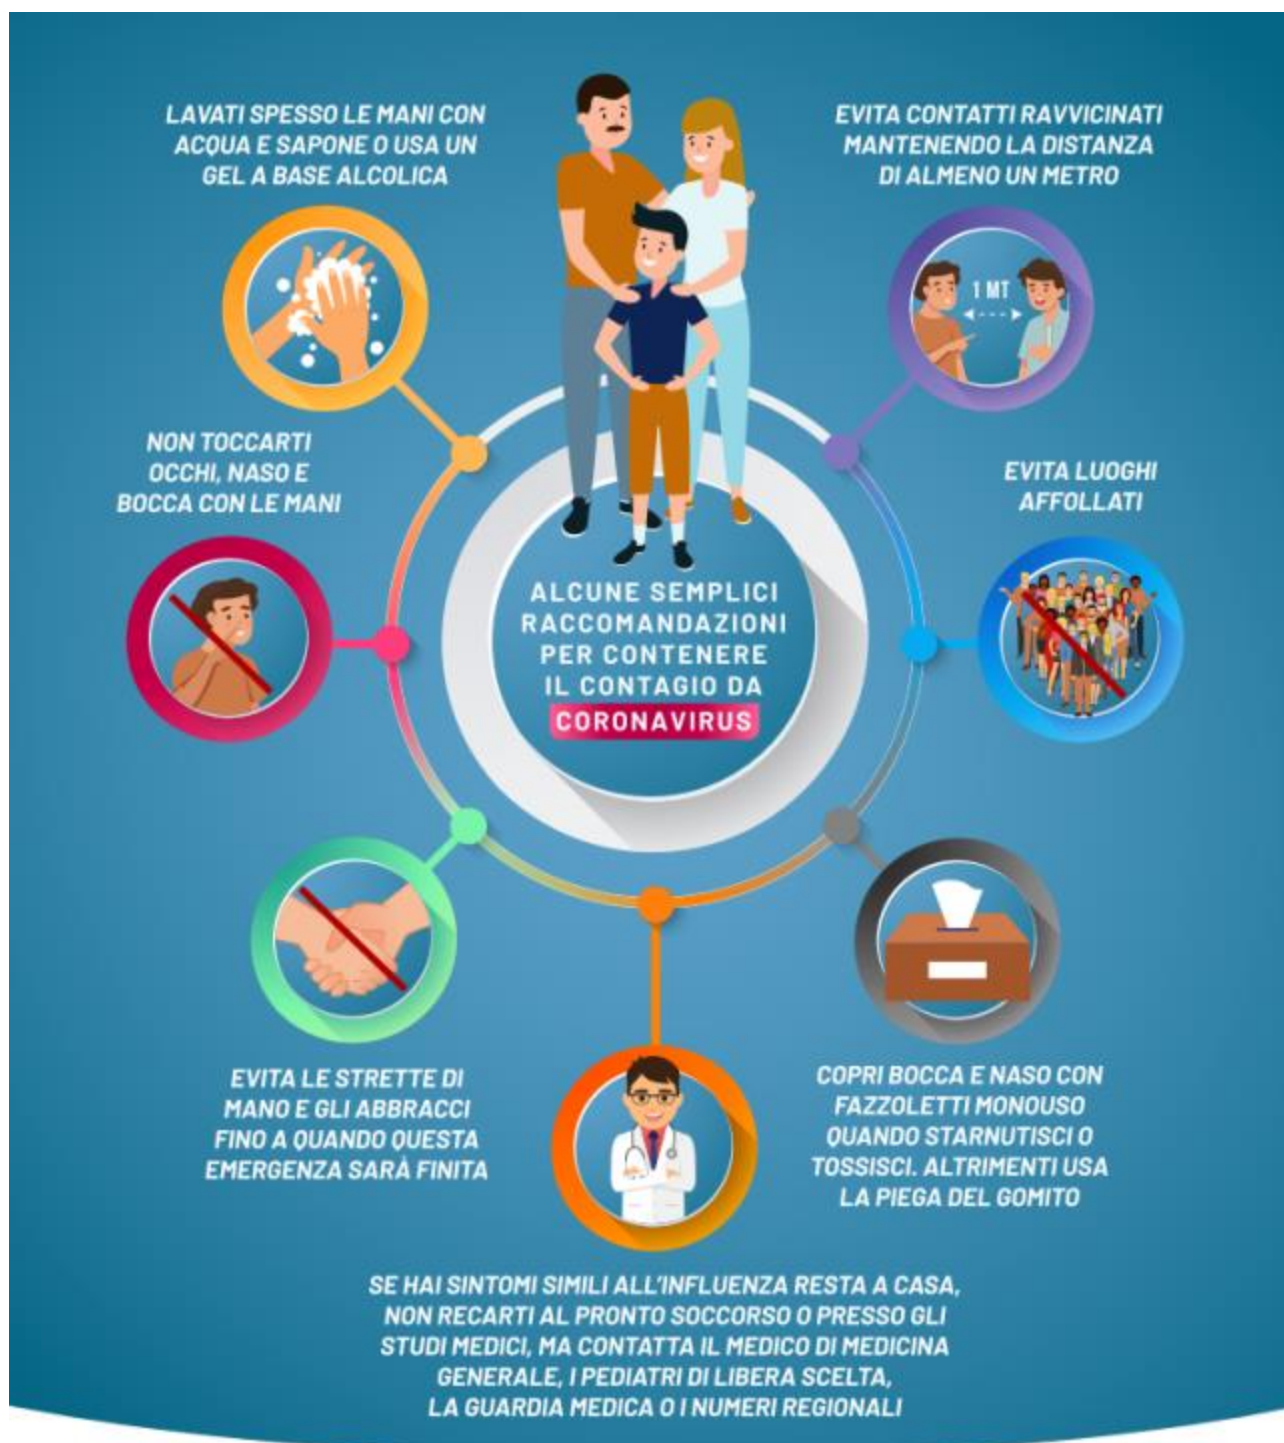 LAVATI SPESSO LE MANI CON
ACQUA E SAPONE O USA UN
GEL A BASE ALCOLICA
EVITA CONTATTI RAVVICINATI
MANTENENDO LA DISTANZA
DI ALMENO UN METRO
1 MT
NON TOCCARTI
OCCHI, NASO E
BOCCA CON LE MANI
EVITA LUOGHI
AFFOLLATI
ALCUNE SEMPLICI
RACCOMANDAZIONI
PER CONTENERE
IL CONTAGIO DA
CORONAVIRUS
EVITA LE STRETTE DI
MANO E GLI ABBRACCI
FINO A QUANDO QUESTA
EMERGENZA SARÀ FINITA
COPRI BOCCA E NASO CON
FAZZOLETTI MONOUSO
QUANDO STARNUTISCI O
TOSSISCI. ALTRIMENTI USA
LA PIEGA DEL GOMITO
SE HAI SINTOMI SIMILI ALL'INFLUENZA RESTA A CASA,
NON RECARTI AL PRONTO SOCCORSO O PRESSO GLI
STUDI MEDICI, MA CONTATTA IL MEDICO DI MEDICINA
GENERALE, I PEDIATRI DI LIBERA SCELTA,
LA GUARDIA MEDICA O I NUMERI REGIONALI